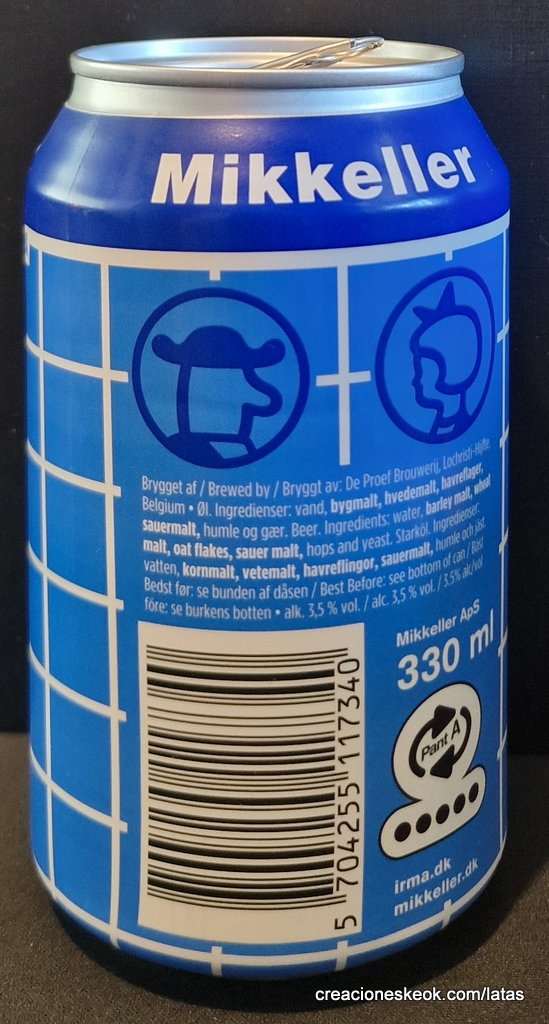 Mikkeller
Brygget af / Brewed by / Bryggt av: De Proef Brouwerij, Lochristi-Hijfte
Belgium • Øl. Ingredienser: vand, bygmalt, hvedemalt, havreflager,
sauermalt, humle og gær. Beer. Ingredients: water, barley malt, wheat
malt, oat flakes, sauer malt, hops and yeast. Starköl. Ingredienser:
vatten, kornmalt, vetemalt, havreflingor, sauermalt, humle och jäst.
Bedst før: se bunden af dåsen / Best Before: see bottom of can / Bäst
före: se burkens botten • alk. 3,5 % vol. / alc. 3,5 % vol. / 3,5% alc/vol
Mikkeller ApS
330 ml
Pant A
5 704255 117340
irma.dk
mikkeller.dk
creacioneskeok.com/latas